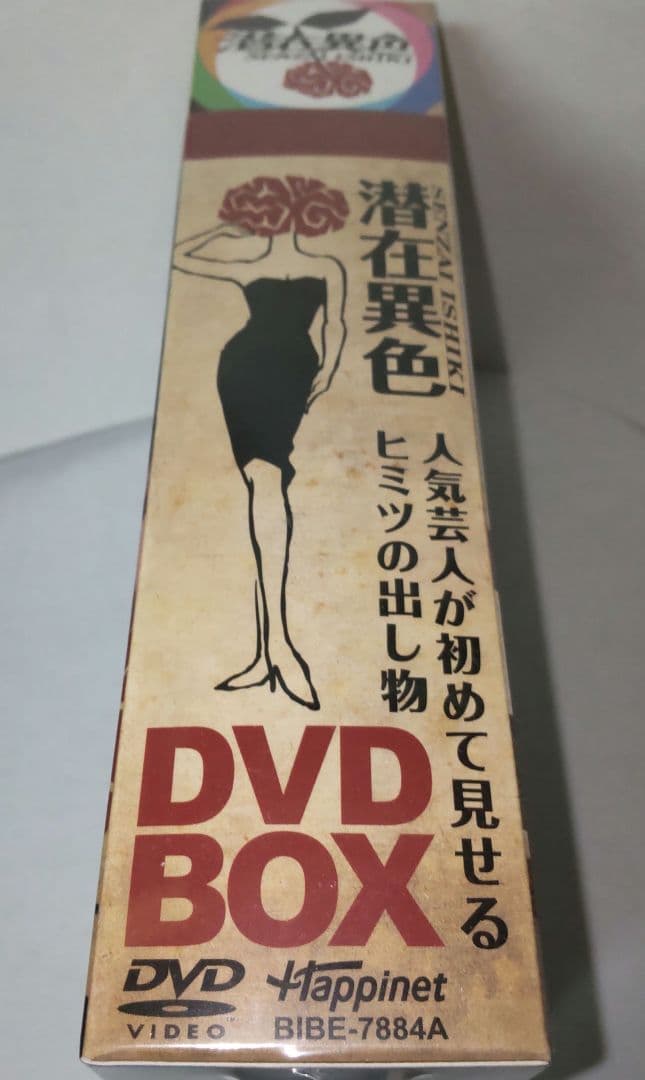 潜在異色
SENZAI ISHIKI
潜在異色
SENZAI ISHIKI
人気芸人が初めて見せる
ヒミツの出し物
DVD
BOX
DVD
VIDEO™
Happinet
BIBE-7884A